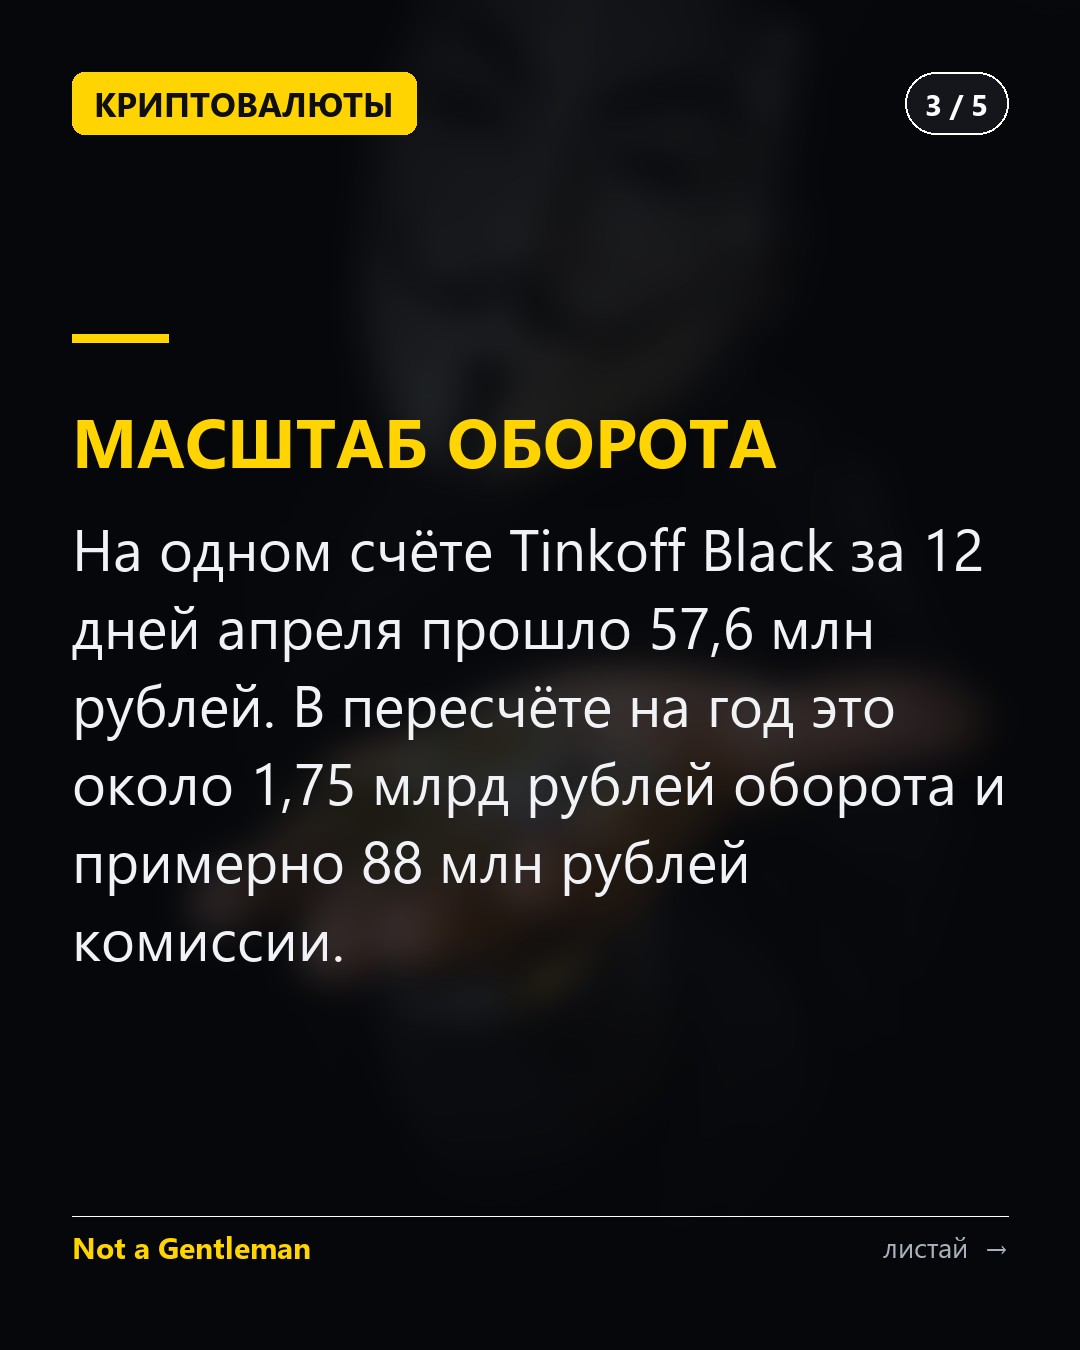 КРИПТОВАЛЮТЫ
3 / 5
МАСШТАБ ОБОРОТА
На одном счёте Tinkoff Black за 12
дней апреля прошло 57,6 млн
рублей. В пересчёте на год это
около 1,75 млрд рублей оборота и
примерно 88 млн рублей
комиссии.
Not a Gentleman
листай →